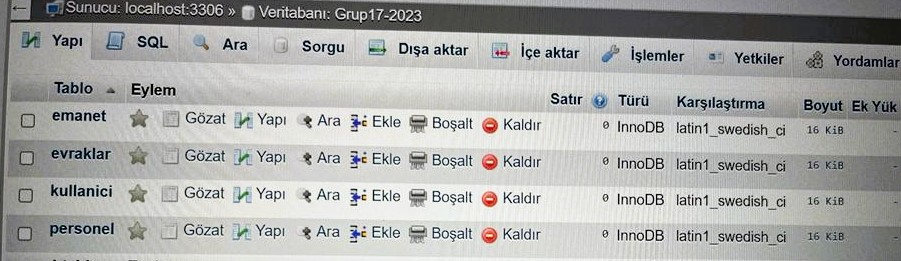 Sunucu: localhost:3306 » Veritabanı: Grup17-2023
Yapı SQL Ara Sorgu Dışa aktar İçe aktar İşlemler Yetkiler Yordamlar
Tablo Eylem Satır Türü Karşılaştırma Boyut Ek Yük
emanet Gözat Yapı Ara Ekle Boşalt Kaldır 0 InnoDB latin1_swedish_ci 16 KiB -
evraklar Gözat Yapı Ara Ekle Boşalt Kaldır 0 InnoDB latin1_swedish_ci 16 KiB -
kullanici Gözat Yapı Ara Ekle Boşalt Kaldır 0 InnoDB latin1_swedish_ci 16 KiB -
personel Gözat Yapı Ara Ekle Boşalt Kaldır 0 InnoDB latin1_swedish_ci 16 KiB -